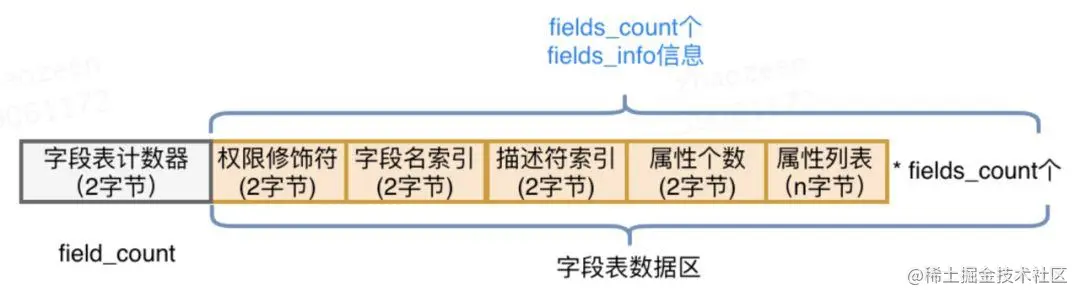 fields_count个
fields_info信息
字段表计数器
（2字节）
权限修饰符
(2字节)
字段名索引
(2字节)
描述符索引
(2字节)
属性个数
(2字节)
属性列表
（n字节）
* fields_count个
field_count
字段表数据区
@稀土掘金技术社区